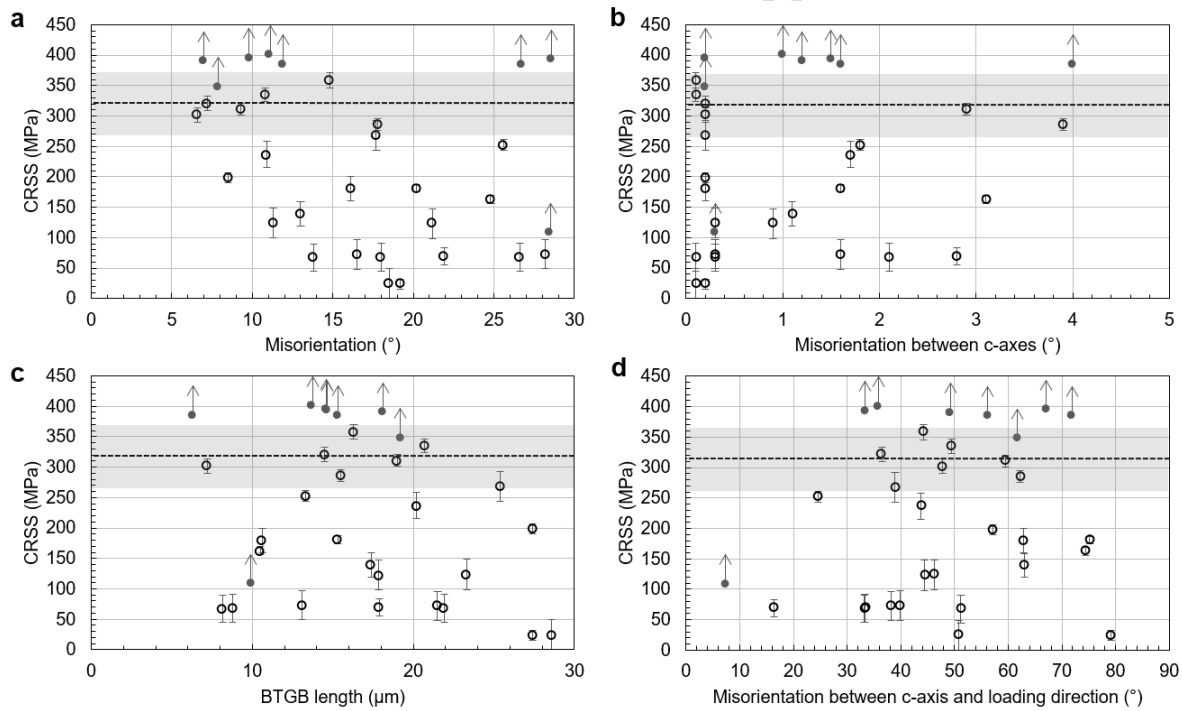 a
b
450
400
350
300
250
200
150
100
50
0
CRSS (MPa)
0 5 10 15 20 25 30
Misorientation (°)
450
400
350
300
250
200
150
100
50
0
CRSS (MPa)
0 1 2 3 4 5
Misorientation between c-axes (°)
c
d
450
400
350
300
250
200
150
100
50
0
CRSS (MPa)
0 10 20 30
BTGB length (µm)
450
400
350
300
250
200
150
100
50
0
CRSS (MPa)
0 10 20 30 40 50 60 70 80 90
Misorientation between c-axis and loading direction (°)